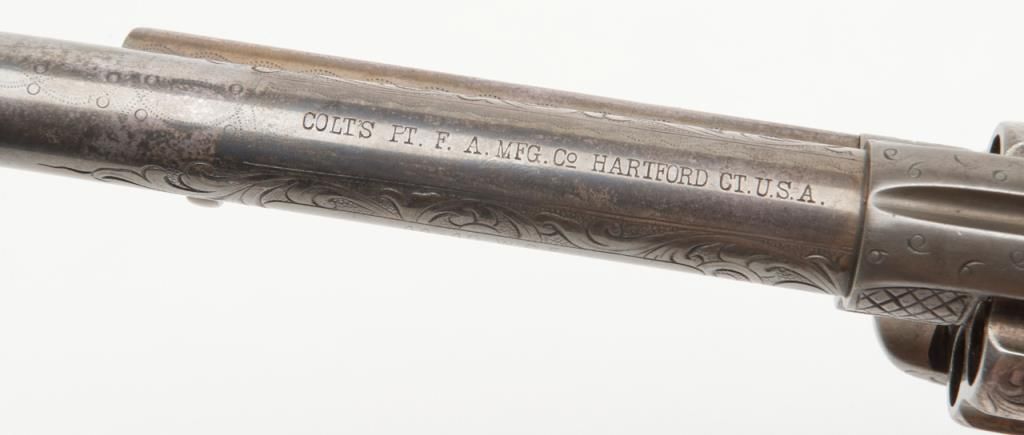 COLT'S PT. F. A. MFG. Co HARTFORD CT. U.S.A.